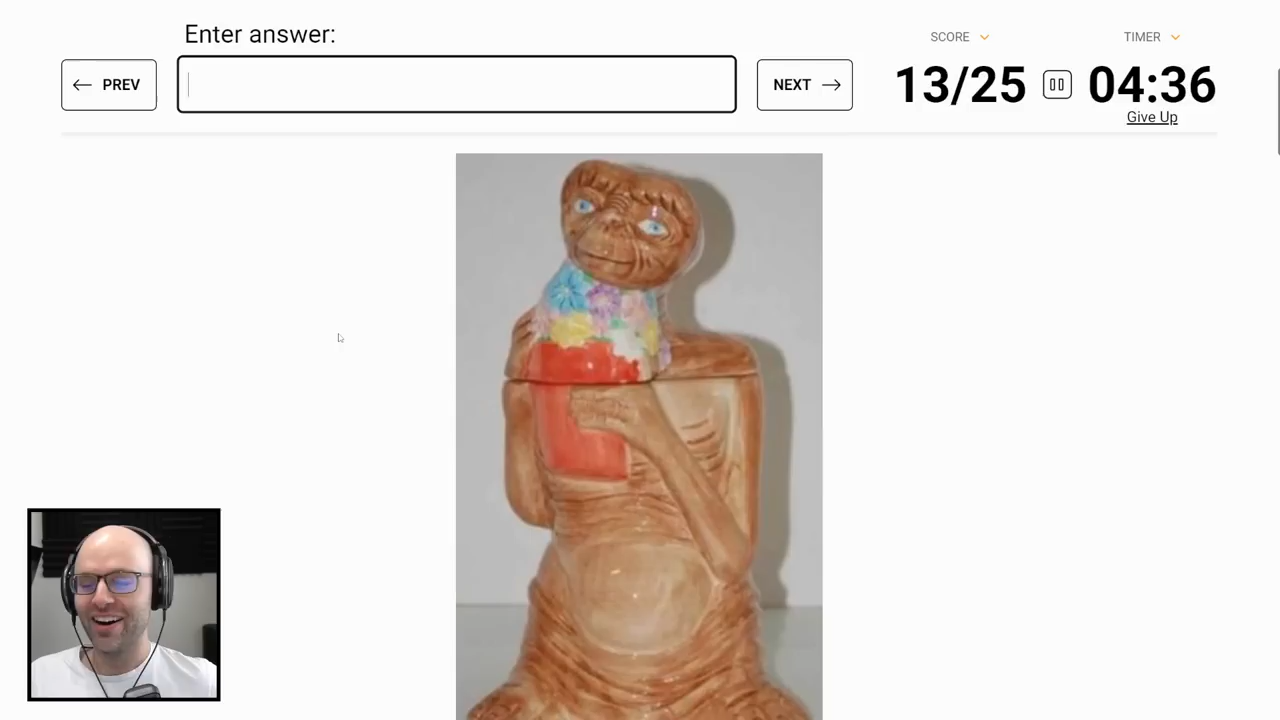 Enter answer:
SCORE
TIMER
PREV
NEXT
13/25
04:36
Give Up